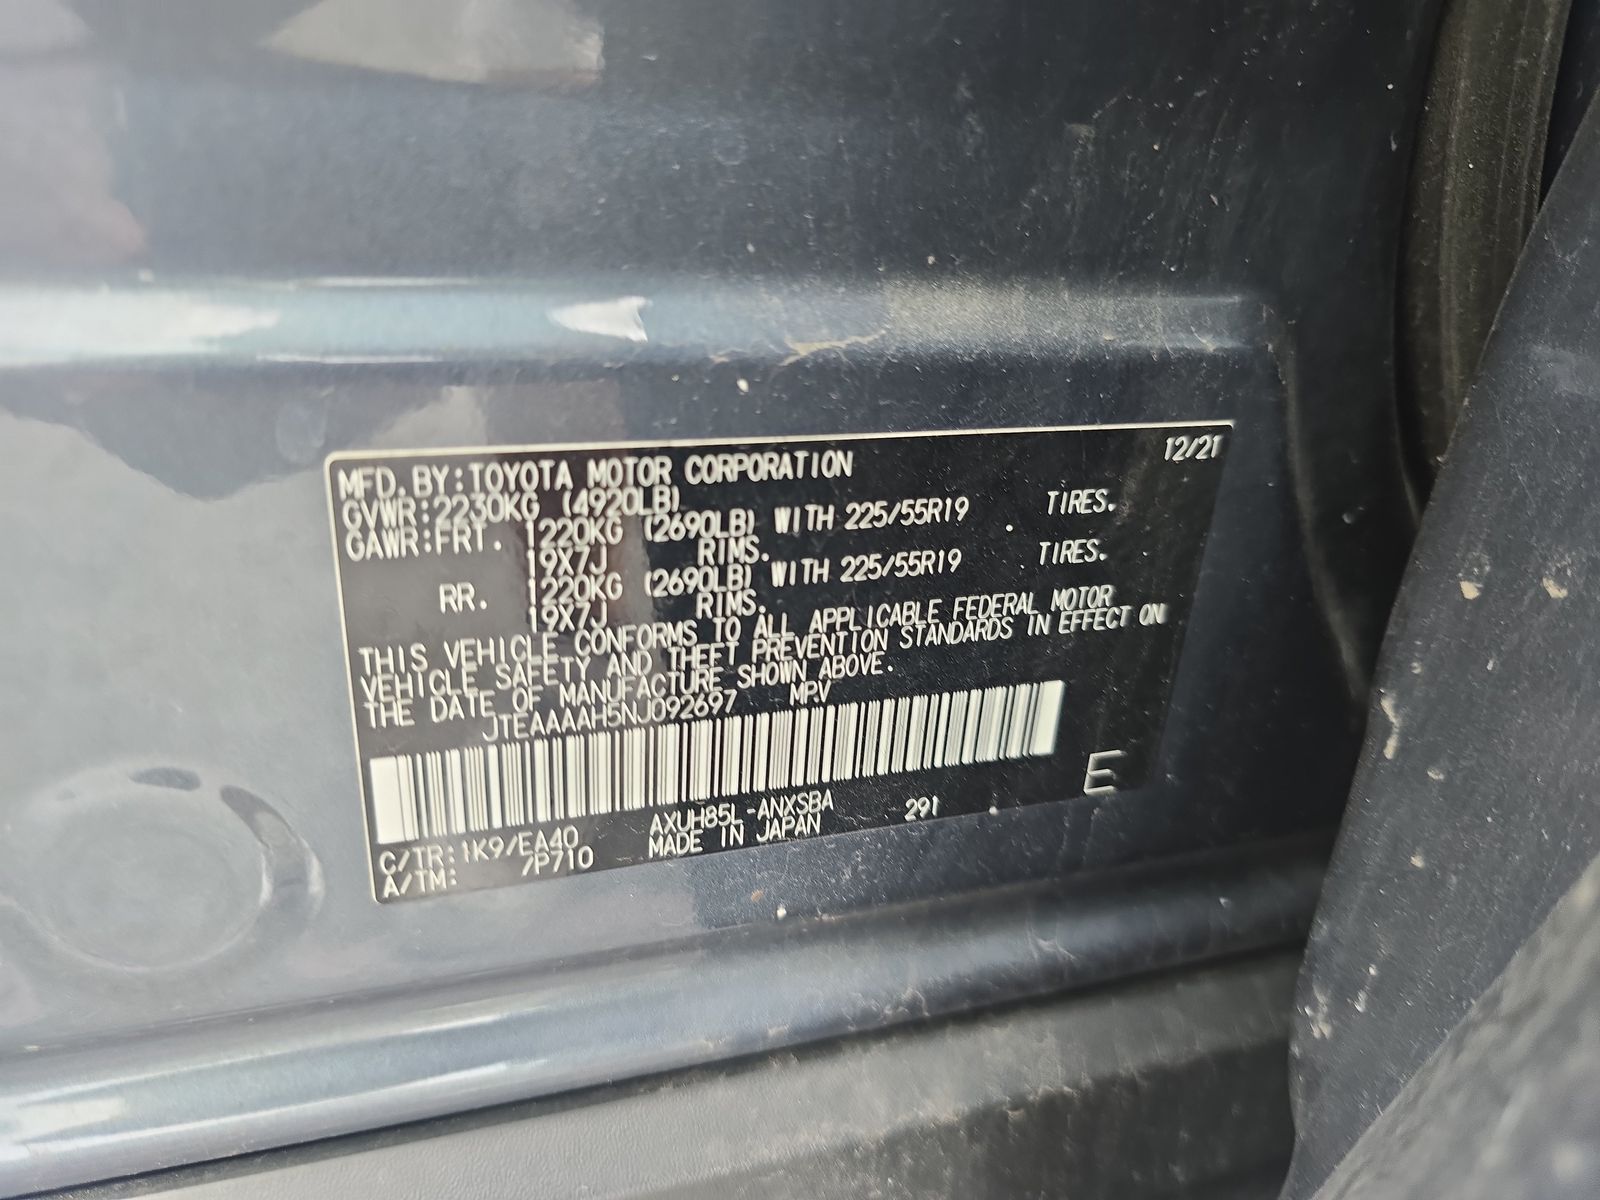 MFD. BY: TOYOTA MOTOR CORPORATION 12/21
GVWR: 2230KG (4920LB)
GAWR: FRT. 1220KG (2690LB) WITH 225/55R19 TIRES.
19X7J RIMS.
RR. 1220KG (2690LB) WITH 225/55R19 TIRES.
19X7J RIMS.
THIS VEHICLE CONFORMS TO ALL APPLICABLE FEDERAL MOTOR
VEHICLE SAFETY AND THEFT PREVENTION STANDARDS IN EFFECT ON
THE DATE OF MANUFACTURE SHOWN ABOVE.
JTEAAAAH5NJ092697 MPV
E
C/TR: 1K9/EA40 AXUH85L-ANXSBA 291
A/TM: /P710 MADE IN JAPAN